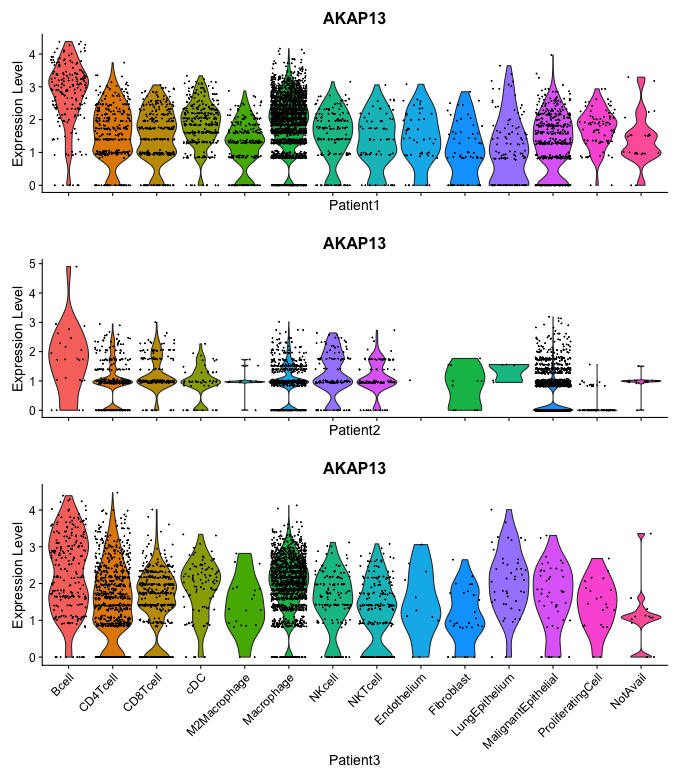 AKAP13
Expression Level
4
3
2
1
0
Patient1
AKAP13
Expression Level
5
4
3
2
1
0
Patient2
AKAP13
Expression Level
4
3
2
1
0
Bcell
CD4Tcell
CD8Tcell
cDC
M2Macrophage
Macrophage
NKcell
NKTcell
Endothelium
Fibroblast
LungEpithelium
MalignantEpithelial
ProliferatingCell
NotAvail
Patient3